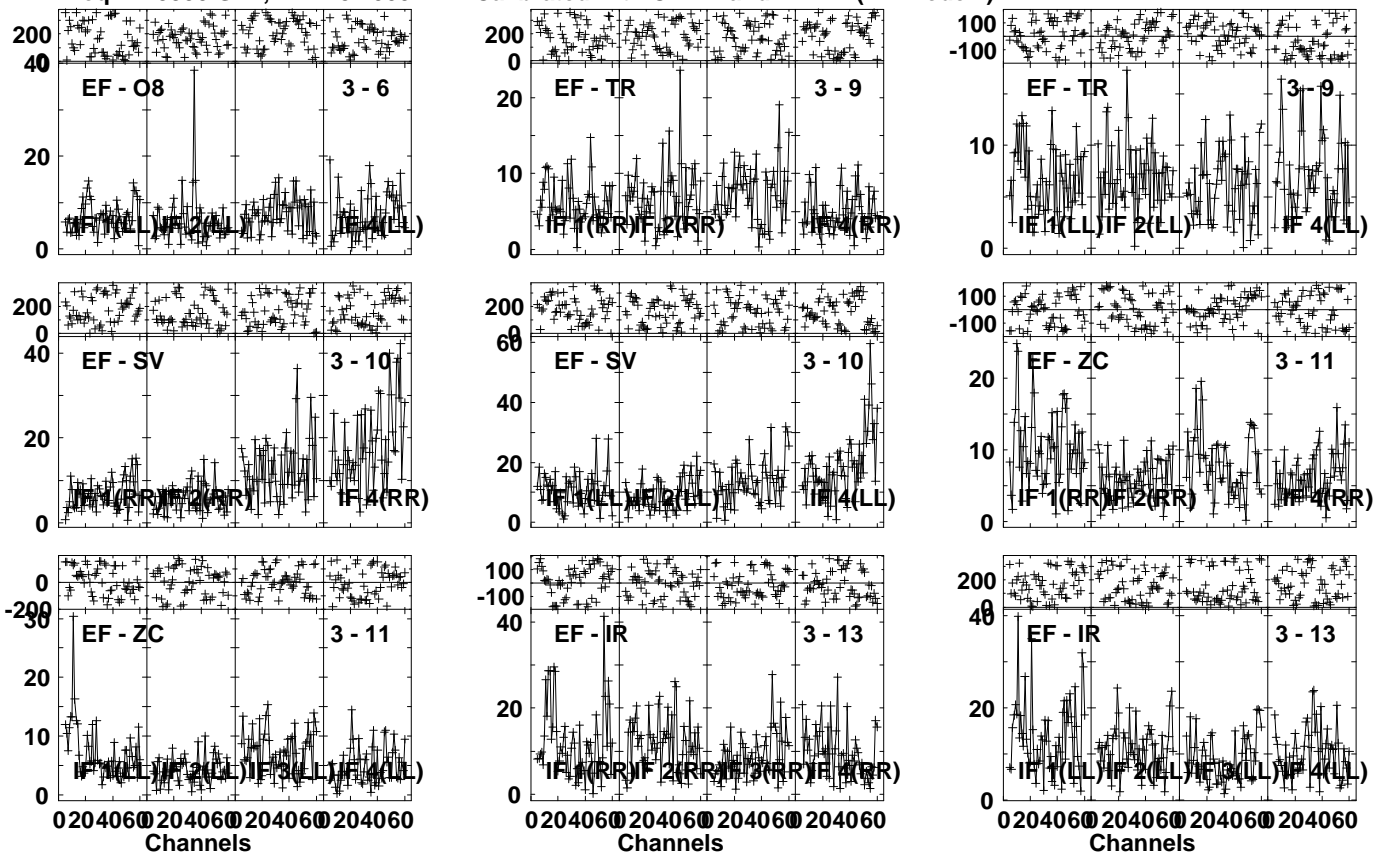 200 0 200 0 100 -100
40 EF - O8 3 - 6 20 EF - TR 3 - 9 EF - TR 3 - 9
20 10 10
0 IF 1(LL) IF 2(LL) IF 4(LL) 0 IF 1(RR) IF 2(RR) IF 4(RR) 0 IF 1(LL) IF 2(LL) IF 4(LL)
200 0 200 0 100 -100
40 EF - SV 3 - 10 60 EF - SV 3 - 10 EF - ZC 3 - 11
20 40 20 20 10
0 IF 1(RR) IF 2(RR) IF 4(RR) 0 IF 1(LL) IF 2(LL) IF 4(LL) 0 IF 1(RR) IF 2(RR) IF 4(RR)
0 -200 100 -100 200 0
30 EF - ZC 3 - 11 40 EF - IR 3 - 13 40 EF - IR 3 - 13
20 10 20 20
0 IF 1(LL) IF 2(LL) IF 3(LL) IF 4(LL) 0 IF 1(RR) IF 2(RR) IF 3(RR) IF 4(RR) 0 IF 1(LL) IF 2(LL) IF 3(LL) IF 4(LL)
0 20 40 60 0 20 40 60 0 20 40 60 0 20 40 60 0 20 40 60 0 20 40 60 0 20 40 60 0 20 40 60 0 20 40 60 0 20 40 60 0 20 40 60 0 20 40 60
Channels Channels Channels